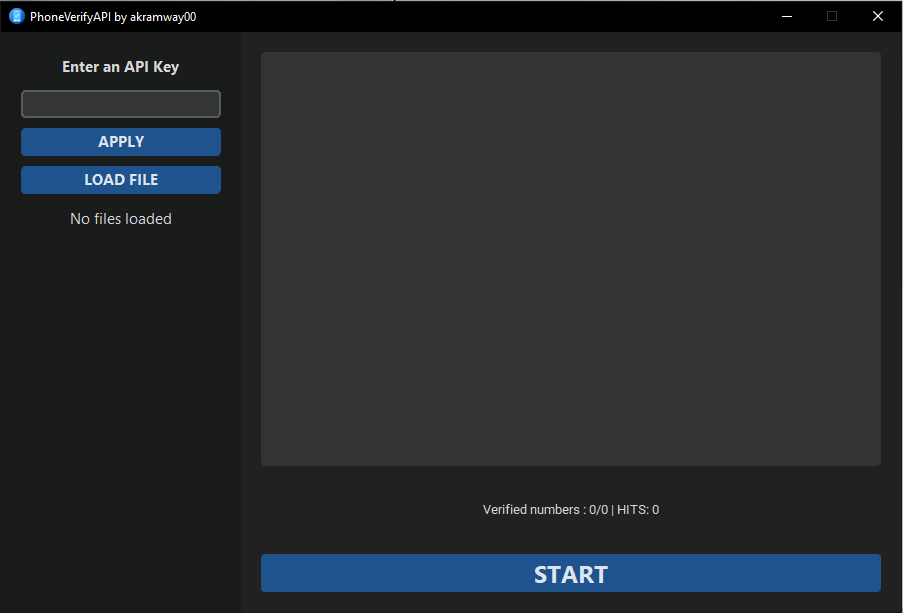 PhoneVerifyAPI by akramway00
Enter an API Key
APPLY
LOAD FILE
No files loaded
Verified numbers : 0/0 | HITS: 0
START